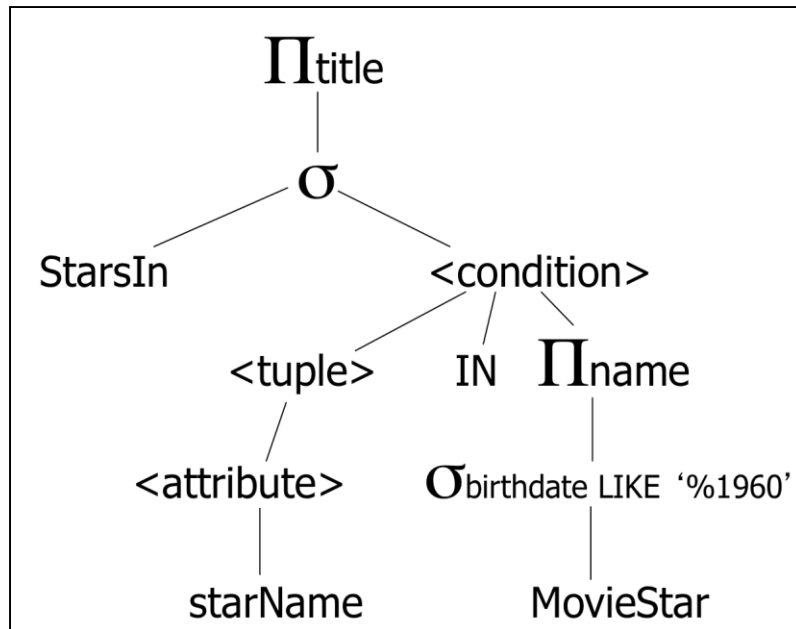 Πtitle
σ
StarsIn <condition>
<tuple> IN Πname
<attribute> σbirthdate LIKE ‘%1960’
starName MovieStar